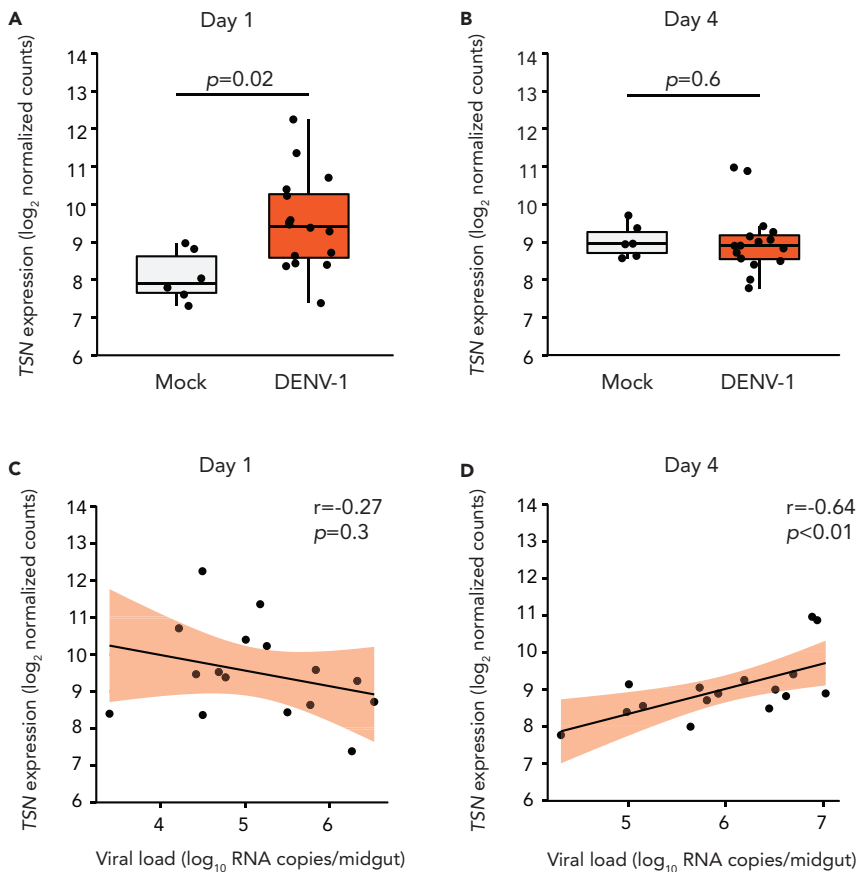 A
Day 1
TSN expression (log₂ normalized counts)
14
13
12
11
10
9
8
7
6
p=0.02
Mock
DENV-1
B
Day 4
TSN expression (log₂ normalized counts)
14
13
12
11
10
9
8
7
6
p=0.6
Mock
DENV-1
C
Day 1
TSN expression (log₂ normalized counts)
14
13
12
11
10
9
8
7
6
r=-0.27
p=0.3
4
5
6
Viral load (log₁₀ RNA copies/midgut)
D
Day 4
TSN expression (log₂ normalized counts)
14
13
12
11
10
9
8
7
6
r=-0.64
p<0.01
5
6
7
Viral load (log₁₀ RNA copies/midgut)